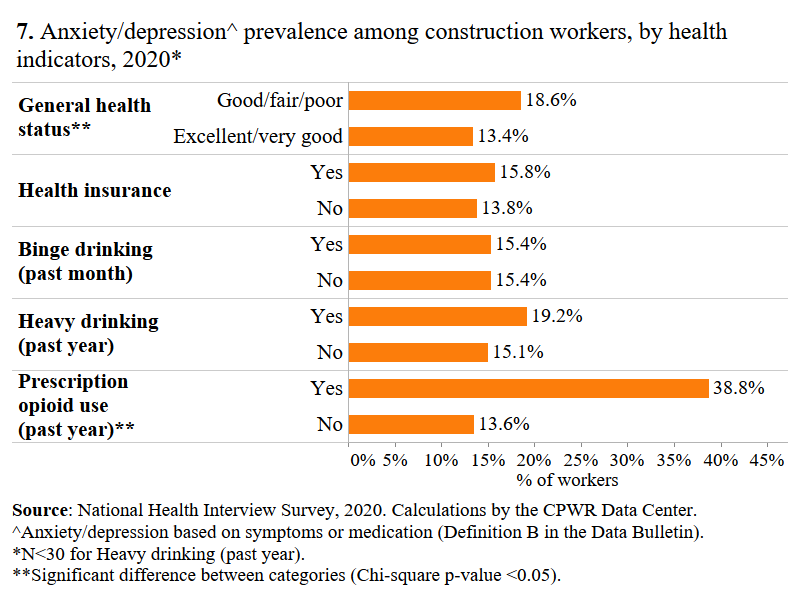 7. Anxiety/depression^ prevalence among construction workers, by health
indicators, 2020*
General health
status**
Good/fair/poor 18.6%
Excellent/very good 13.4%
Health insurance
Yes 15.8%
No 13.8%
Binge drinking
(past month)
Yes 15.4%
No 15.4%
Heavy drinking
(past year)
Yes 19.2%
No 15.1%
Prescription
opioid use
(past year)**
Yes 38.8%
No 13.6%
0% 5% 10% 15% 20% 25% 30% 35% 40% 45%
% of workers
Source: National Health Interview Survey, 2020. Calculations by the CPWR Data Center.
^Anxiety/depression based on symptoms or medication (Definition B in the Data Bulletin).
*N<30 for Heavy drinking (past year).
**Significant difference between categories (Chi-square p-value <0.05).